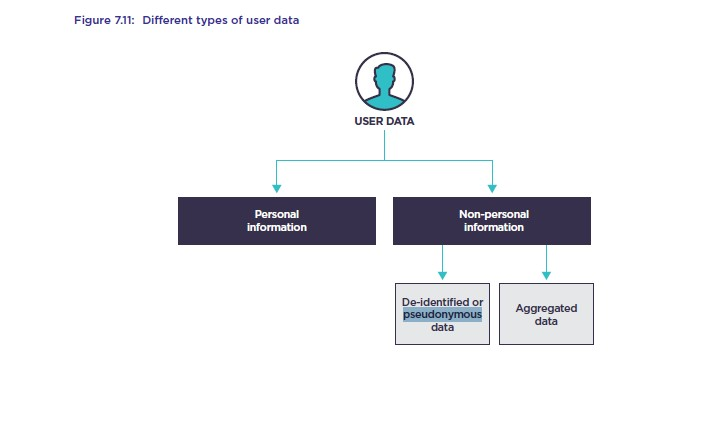 Figure 7.11: Different types of user data
USER DATA
Personal
information
Non-personal
information
De-identified or
pseudonymous
data
Aggregated
data